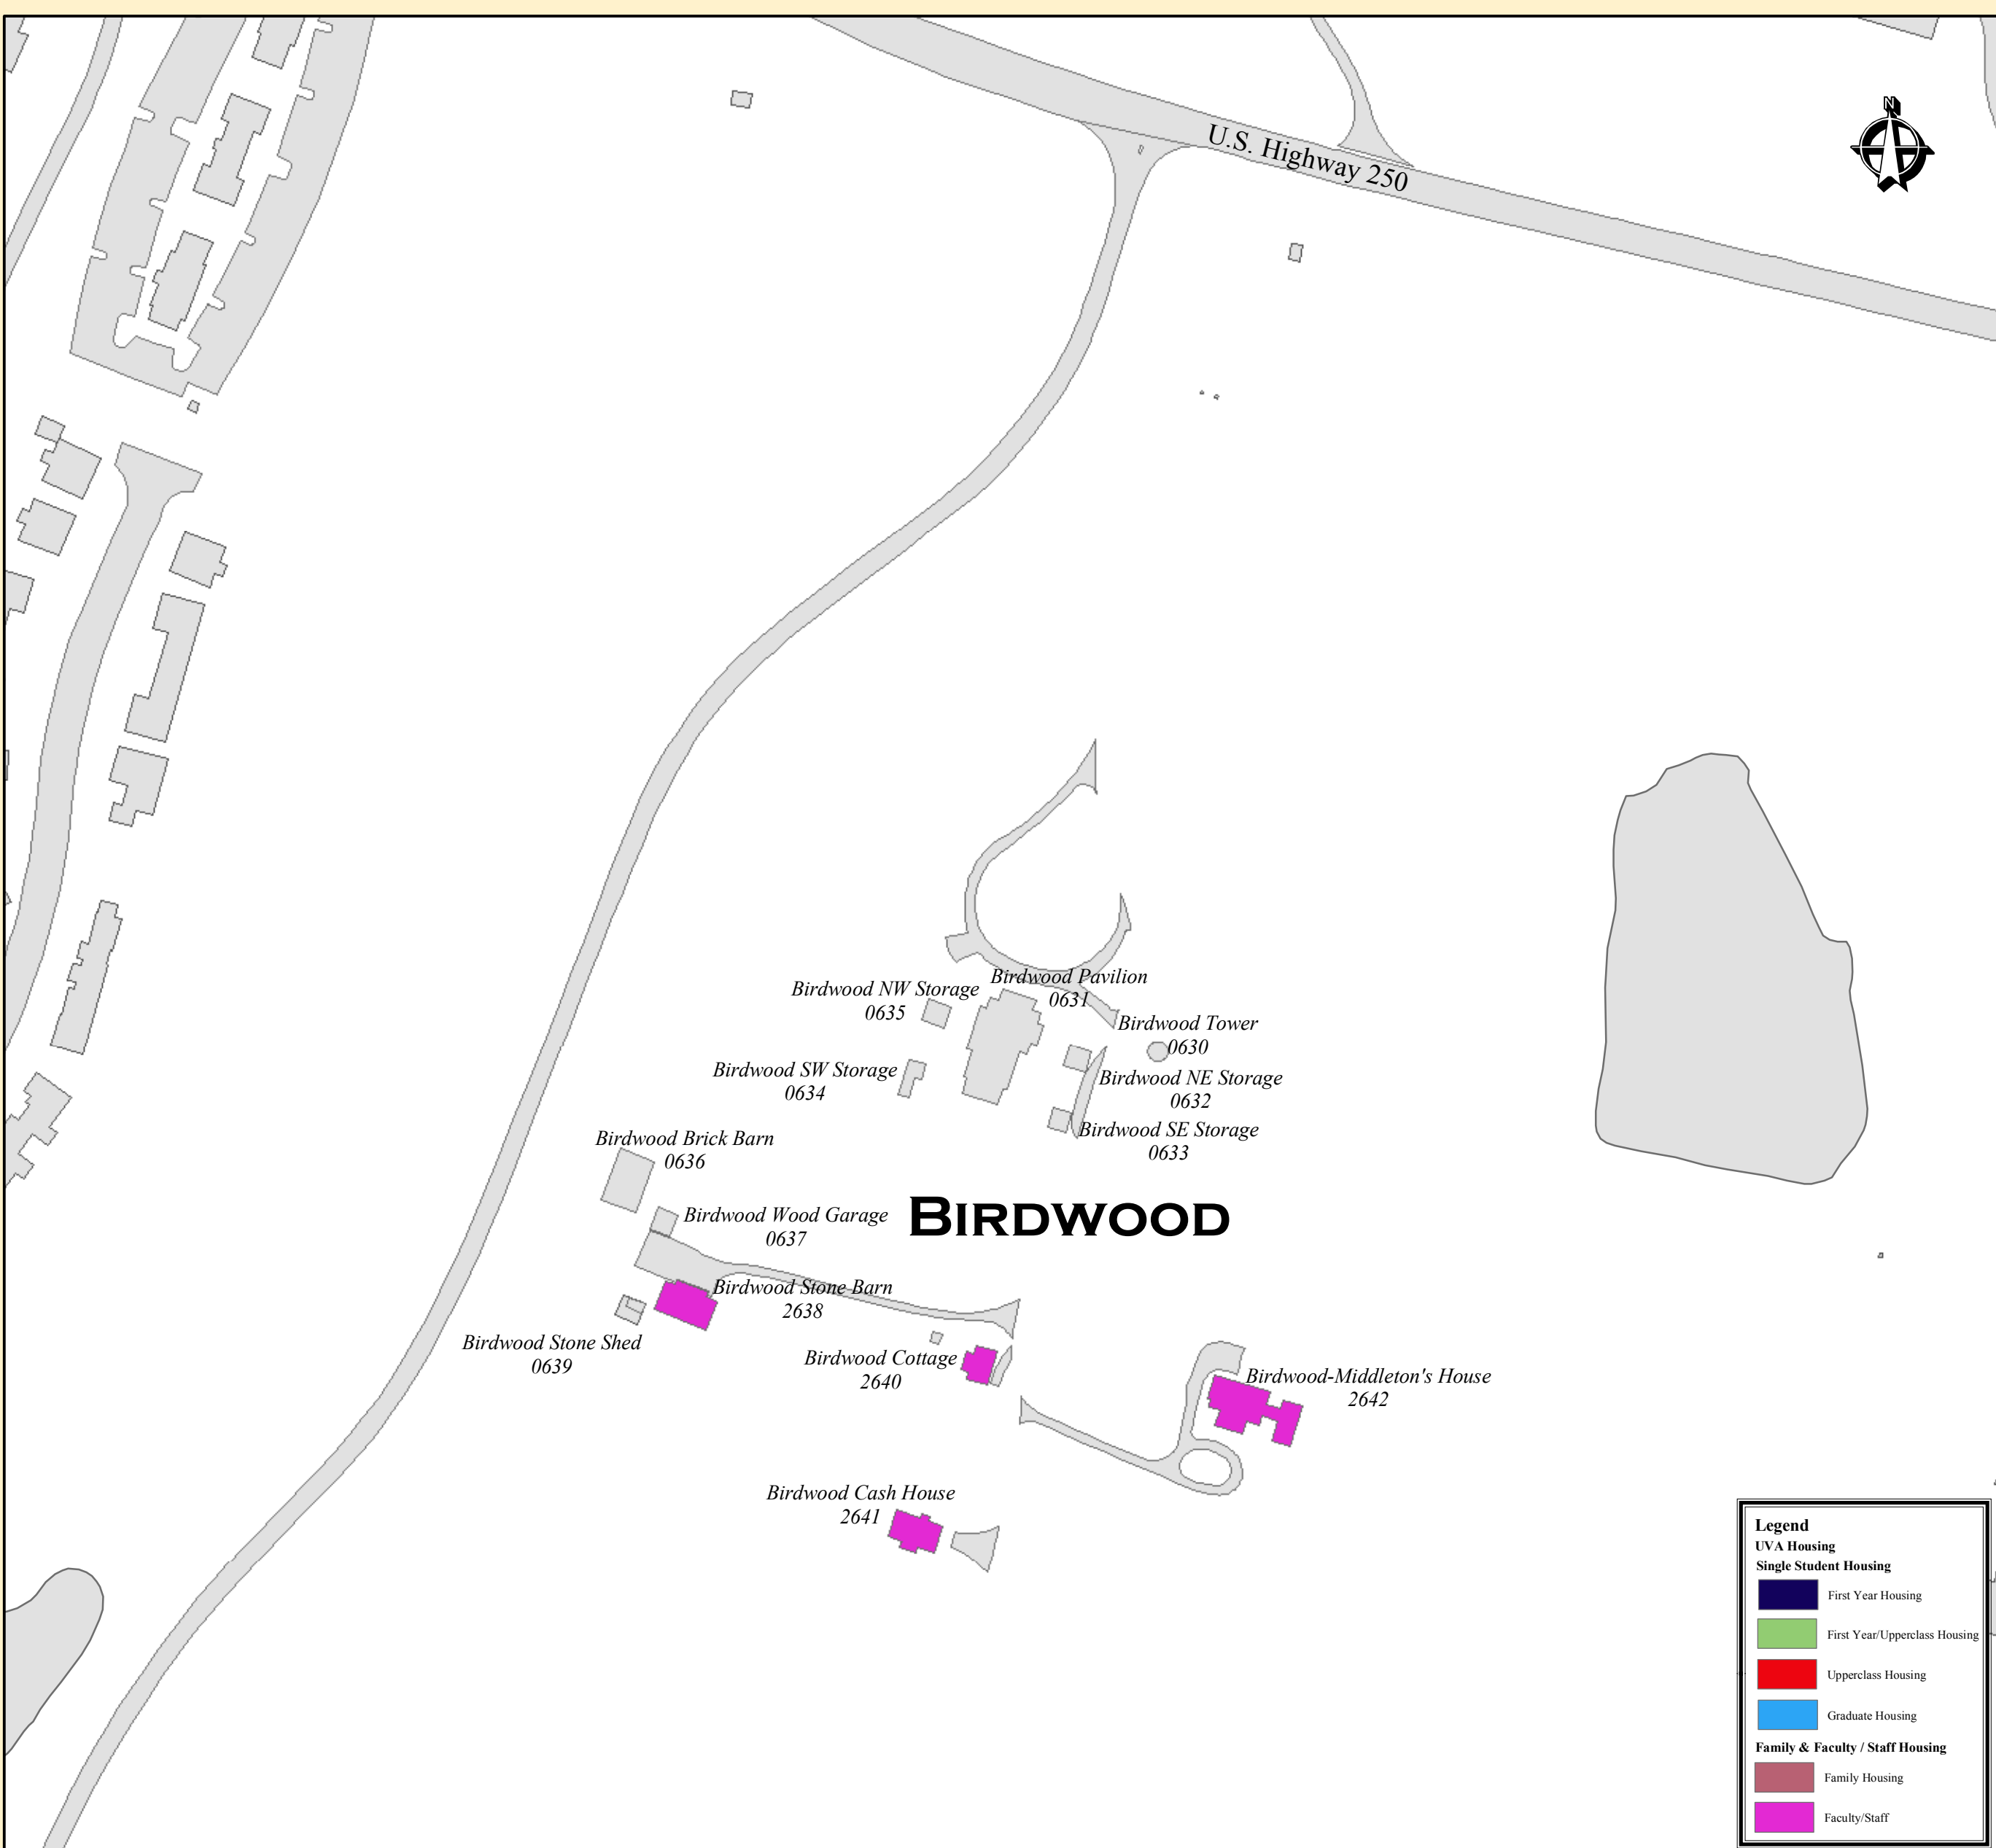 N
U.S. Highway 250
Birdwood Pavilion
0631
Birdwood NW Storage
0635
Birdwood Tower
0630
Birdwood SW Storage
0634
Birdwood NE Storage
0632
Birdwood SE Storage
0633
Birdwood Brick Barn
0636
Birdwood Wood Garage
0637
BIRDWOOD
Birdwood Stone Barn
2638
Birdwood Stone Shed
0639
Birdwood Cottage
2640
Birdwood-Middleton's House
2642
Birdwood Cash House
2641
Legend
UVA Housing
Single Student Housing
First Year Housing
First Year/Upperclass Housing
Upperclass Housing
Graduate Housing
Family & Faculty / Staff Housing
Family Housing
Faculty/Staff